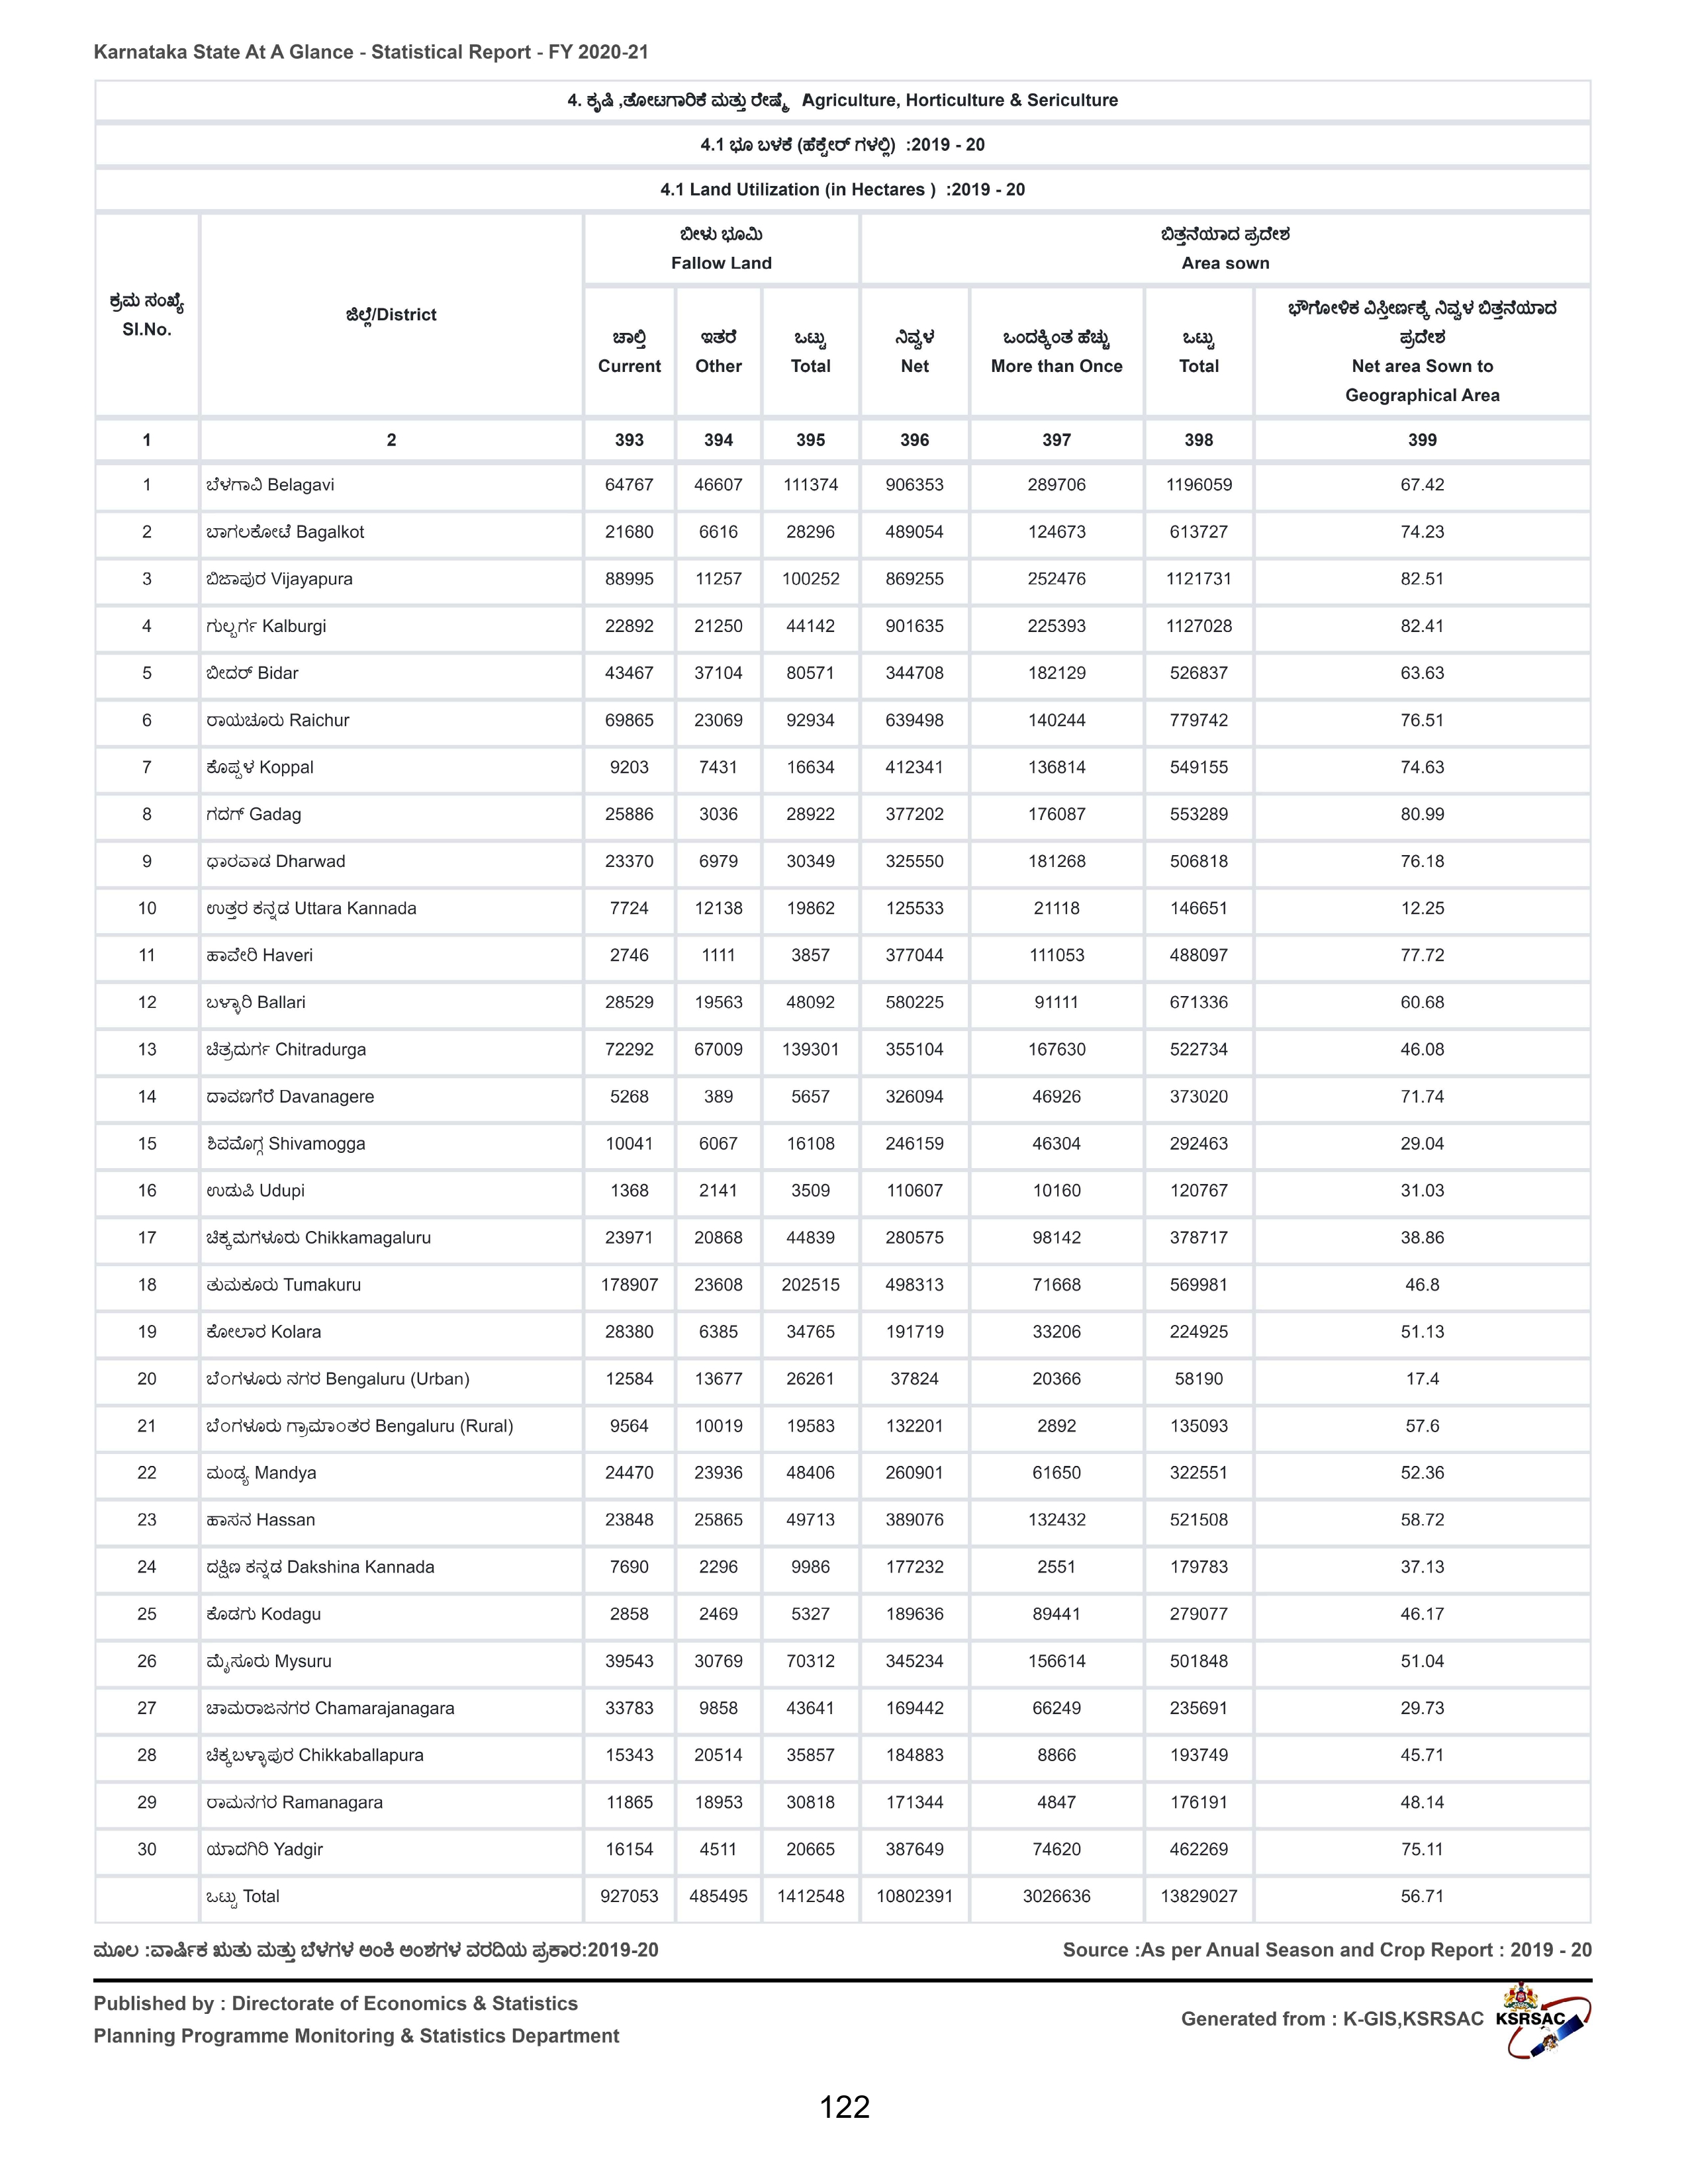 Karnataka State At A Glance - Statistical Report - FY 2020-21
4. ಕೃಷಿ ,ತೋಟಗಾರಿಕೆ ಮತ್ತು ರೇಷ್ಮೆ Agriculture, Horticulture & Sericulture
4.1 ಭೂ ಬಳಕೆ (ಹೆಕ್ಟೇರ್ ಗಳಲ್ಲಿ) :2019 - 20
4.1 Land Utilization (in Hectares ) :2019 - 20
ಕ್ರಮ ಸಂಖ್ಯೆ
Sl.No.
ಜಿಲ್ಲೆ/District
ಬೀಳು ಭೂಮಿ
Fallow Land
ಬಿತ್ತನೆಯಾದ ಪ್ರದೇಶ
Area sown
ಚಾಲ್ತಿ
Current
ಇತರೆ
Other
ಒಟ್ಟು
Total
ನಿವ್ವಳ
Net
ಒಂದಕ್ಕಿಂತ ಹೆಚ್ಚು
More than Once
ಒಟ್ಟು
Total
ಭೌಗೋಳಿಕ ವಿಸ್ತೀರ್ಣಕ್ಕೆ ನಿವ್ವಳ ಬಿತ್ತನೆಯಾದ
ಪ್ರದೇಶ
Net area Sown to
Geographical Area
1 2 393 394 395 396 397 398 399
1 ಬೆಳಗಾವಿ Belagavi 64767 46607 111374 906353 289706 1196059 67.42
2 ಬಾಗಲಕೋಟೆ Bagalkot 21680 6616 28296 489054 124673 613727 74.23
3 ಬಿಜಾಪುರ Vijayapura 88995 11257 100252 869255 252476 1121731 82.51
4 ಗುಲ್ಬರ್ಗ Kalburgi 22892 21250 44142 901635 225393 1127028 82.41
5 ಬೀದರ್ Bidar 43467 37104 80571 344708 182129 526837 63.63
6 ರಾಯಚೂರು Raichur 69865 23069 92934 639498 140244 779742 76.51
7 ಕೊಪ್ಪಳ Koppal 9203 7431 16634 412341 136814 549155 74.63
8 ಗದಗ್ Gadag 25886 3036 28922 377202 176087 553289 80.99
9 ಧಾರವಾಡ Dharwad 23370 6979 30349 325550 181268 506818 76.18
10 ಉತ್ತರ ಕನ್ನಡ Uttara Kannada 7724 12138 19862 125533 21118 146651 12.25
11 ಹಾವೇರಿ Haveri 2746 1111 3857 377044 111053 488097 77.72
12 ಬಳ್ಳಾರಿ Ballari 28529 19563 48092 580225 91111 671336 60.68
13 ಚಿತ್ರದುರ್ಗ Chitradurga 72292 67009 139301 355104 167630 522734 46.08
14 ದಾವಣಗೆರೆ Davanagere 5268 389 5657 326094 46926 373020 71.74
15 ಶಿವಮೊಗ್ಗ Shivamogga 10041 6067 16108 246159 46304 292463 29.04
16 ಉಡುಪಿ Udupi 1368 2141 3509 110607 10160 120767 31.03
17 ಚಿಕ್ಕಮಗಳೂರು Chikkamagaluru 23971 20868 44839 280575 98142 378717 38.86
18 ತುಮಕೂರು Tumakuru 178907 23608 202515 498313 71668 569981 46.8
19 ಕೋಲಾರ Kolara 28380 6385 34765 191719 33206 224925 51.13
20 ಬೆಂಗಳೂರು ನಗರ Bengaluru (Urban) 12584 13677 26261 37824 20366 58190 17.4
21 ಬೆಂಗಳೂರು ಗ್ರಾಮಾಂತರ Bengaluru (Rural) 9564 10019 19583 132201 2892 135093 57.6
22 ಮಂಡ್ಯ Mandya 24470 23936 48406 260901 61650 322551 52.36
23 ಹಾಸನ Hassan 23848 25865 49713 389076 132432 521508 58.72
24 ದಕ್ಷಿಣ ಕನ್ನಡ Dakshina Kannada 7690 2296 9986 177232 2551 179783 37.13
25 ಕೊಡಗು Kodagu 2858 2469 5327 189636 89441 279077 46.17
26 ಮೈಸೂರು Mysuru 39543 30769 70312 345234 156614 501848 51.04
27 ಚಾಮರಾಜನಗರ Chamarajanagara 33783 9858 43641 169442 66249 235691 29.73
28 ಚಿಕ್ಕಬಳ್ಳಾಪುರ Chikkaballapura 15343 20514 35857 184883 8866 193749 45.71
29 ರಾಮನಗರ Ramanagara 11865 18953 30818 171344 4847 176191 48.14
30 ಯಾದಗಿರಿ Yadgir 16154 4511 20665 387649 74620 462269 75.11
ಒಟ್ಟು Total 927053 485495 1412548 10802391 3026636 13829027 56.71
ಮೂಲ :ವಾರ್ಷಿಕ ಋತು ಮತ್ತು ಬೆಳೆಗಳ ಅಂಕಿ ಅಂಶಗಳ ವರದಿಯ ಪ್ರಕಾರ:2019-20 Source :As per Anual Season and Crop Report : 2019 - 20
Published by : Directorate of Economics & Statistics
Planning Programme Monitoring & Statistics Department
Generated from : K-GIS,KSRSAC KSRSAC
122